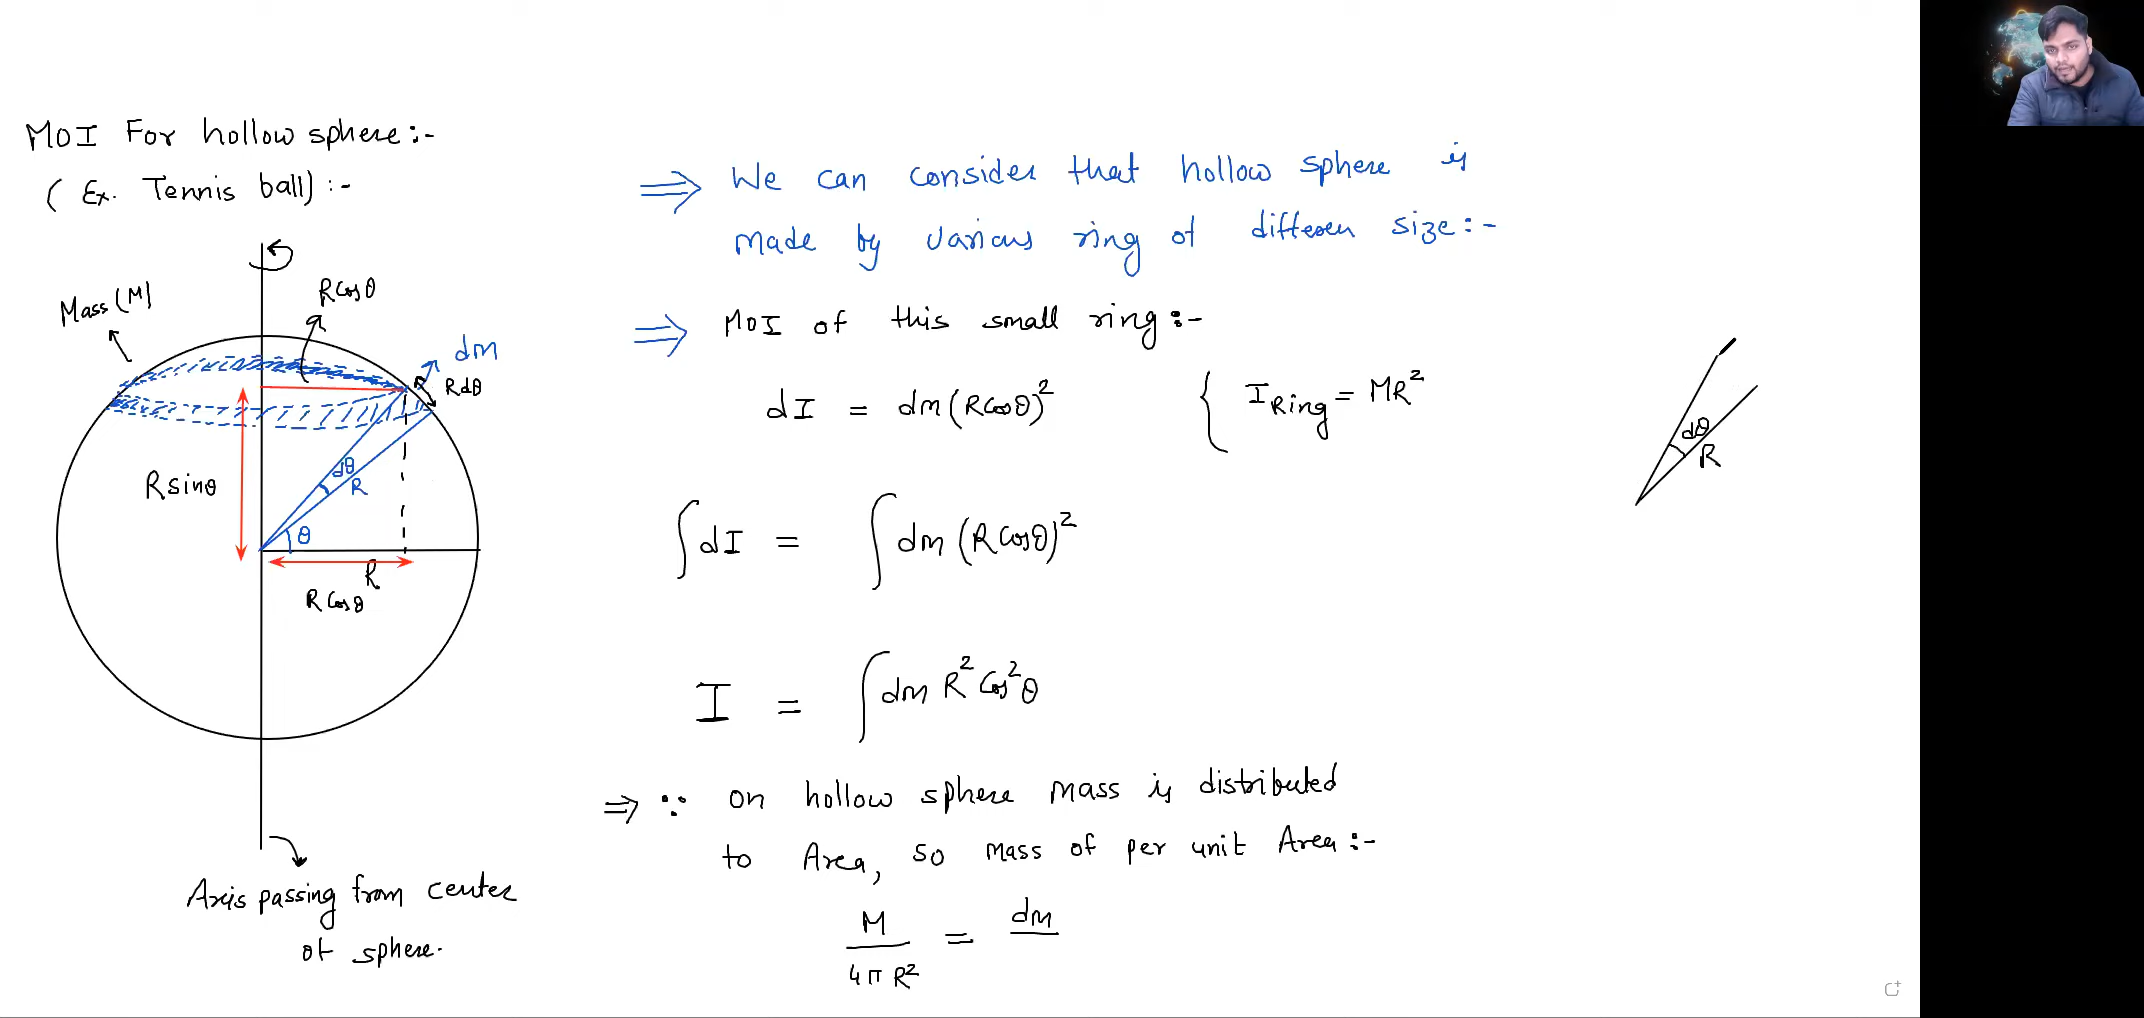 MOI For hollow sphere:-
( Ex. Tennis ball) :-
Mass (M)
R Cos θ
dm
R dθ
R sinθ
dθ
R
θ
R
R Cos θ
Axis passing from center
of sphere.
⇒ We can consider that hollow sphere is
made by various ring of differen size:-
⇒ MOI of this small ring:-
dI = dm (R Cos θ)²
{ I Ring = MR²
∫ dI = ∫ dm (R Cos θ)²
I = ∫ dm R² Cos² θ
⇒ ∵ on hollow sphere mass is distributed
to Area, so mass of per unit Area:-
M/4πR² = dm/
dθ
R